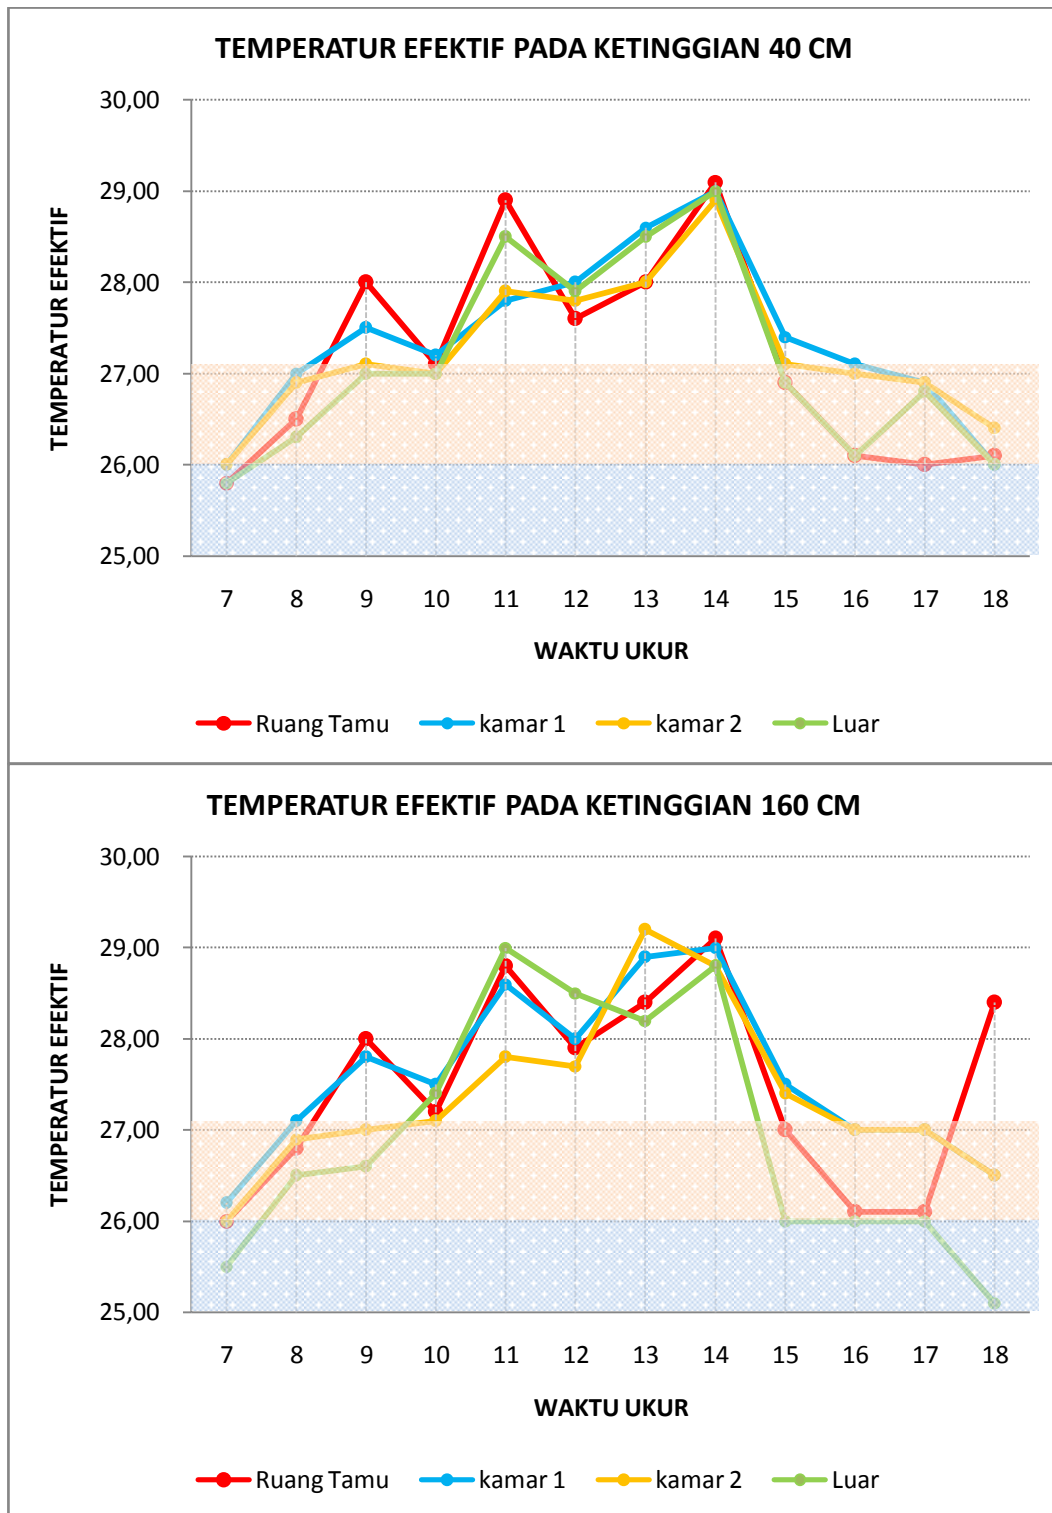 TEMPERATUR EFEKTIF PADA KETINGGIAN 40 CM
TEMPERATUR EFEKTIF
30,00
29,00
28,00
27,00
26,00
25,00
7 8 9 10 11 12 13 14 15 16 17 18
WAKTU UKUR
Ruang Tamu kamar 1 kamar 2 Luar
TEMPERATUR EFEKTIF PADA KETINGGIAN 160 CM
TEMPERATUR EFEKTIF
30,00
29,00
28,00
27,00
26,00
25,00
7 8 9 10 11 12 13 14 15 16 17 18
WAKTU UKUR
Ruang Tamu kamar 1 kamar 2 Luar